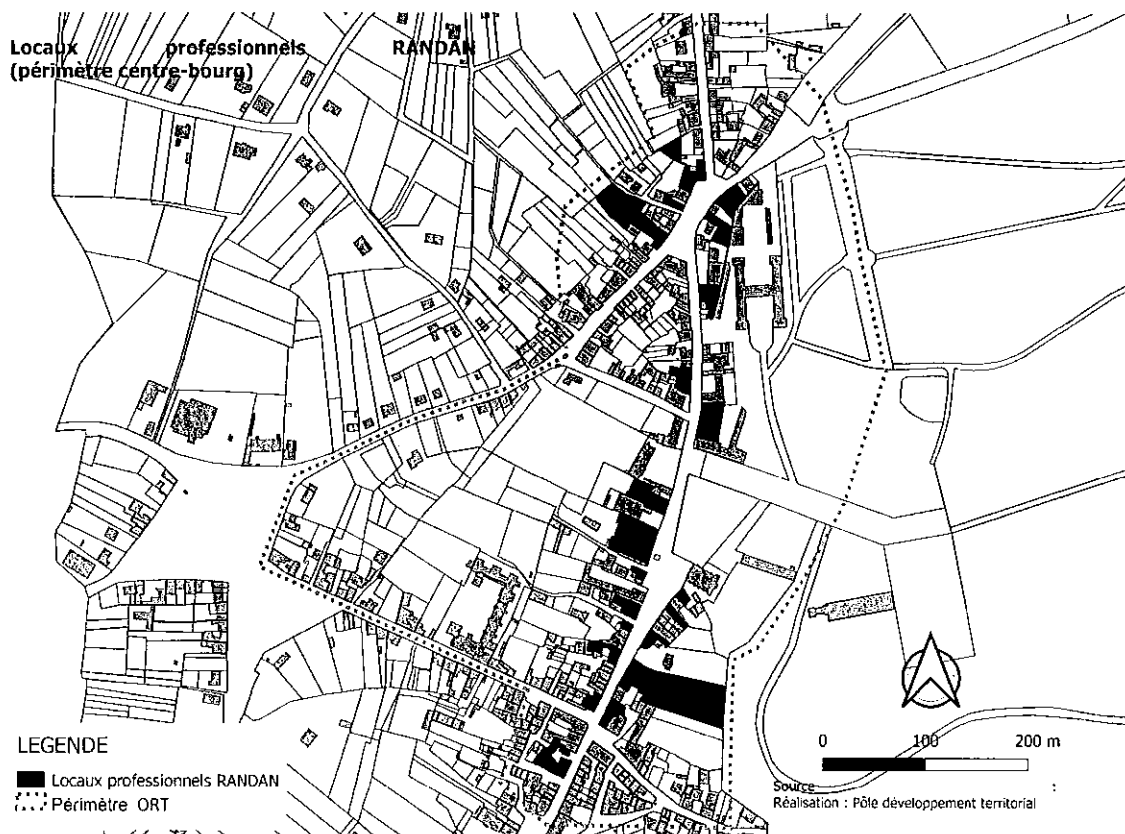 Locaux professionnels RANDAN
(périmètre centre-bourg)
LEGENDE
Locaux professionnels RANDAN
Périmètre ORT
0 100 200 m
Source :
Réalisation : Pôle développement territorial